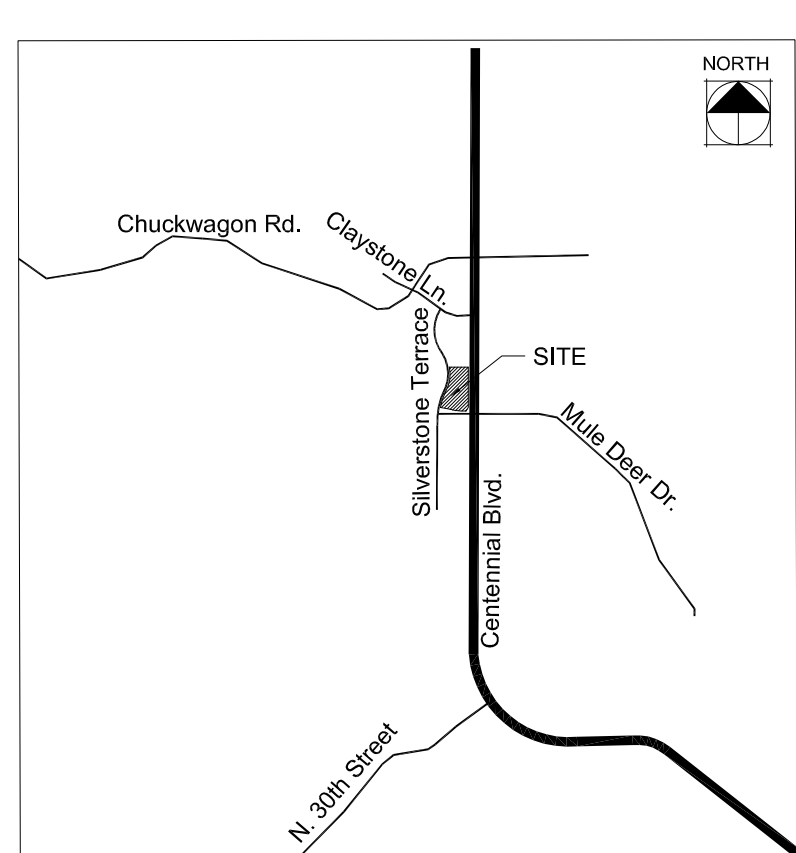 NORTH
Chuckwagon Rd.
Claystone Ln.
Silverstone Terrace
SITE
Mule Deer Dr.
Centennial Blvd.
N. 30th Street